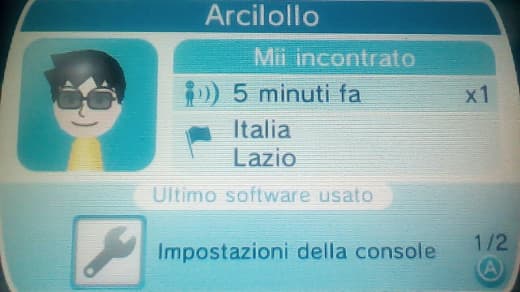 Arcilollo
Mii incontrato
5 minuti fa x1
Italia
Lazio
Ultimo software usato
Impostazioni della console
1/2
A